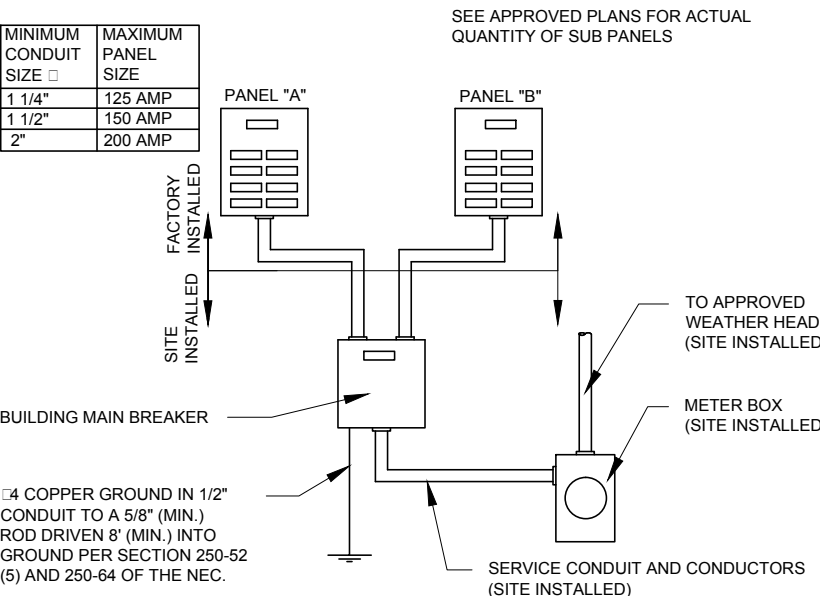 SEE APPROVED PLANS FOR ACTUAL
QUANTITY OF SUB PANELS
MINIMUM CONDUIT SIZE □ MAXIMUM PANEL SIZE
1 1/4" 125 AMP
1 1/2" 150 AMP
2" 200 AMP
PANEL "A"
PANEL "B"
FACTORY
INSTALLED
SITE
INSTALLED
TO APPROVED
WEATHER HEAD
(SITE INSTALLED
BUILDING MAIN BREAKER
METER BOX
(SITE INSTALLED
□4 COPPER GROUND IN 1/2"
CONDUIT TO A 5/8" (MIN.)
ROD DRIVEN 8' (MIN.) INTO
GROUND PER SECTION 250-52
(5) AND 250-64 OF THE NEC.
SERVICE CONDUIT AND CONDUCTORS
(SITE INSTALLED)